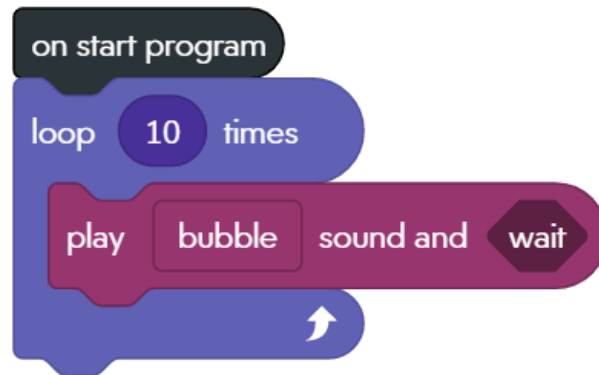 on start program
loop 10 times
play bubble sound and wait